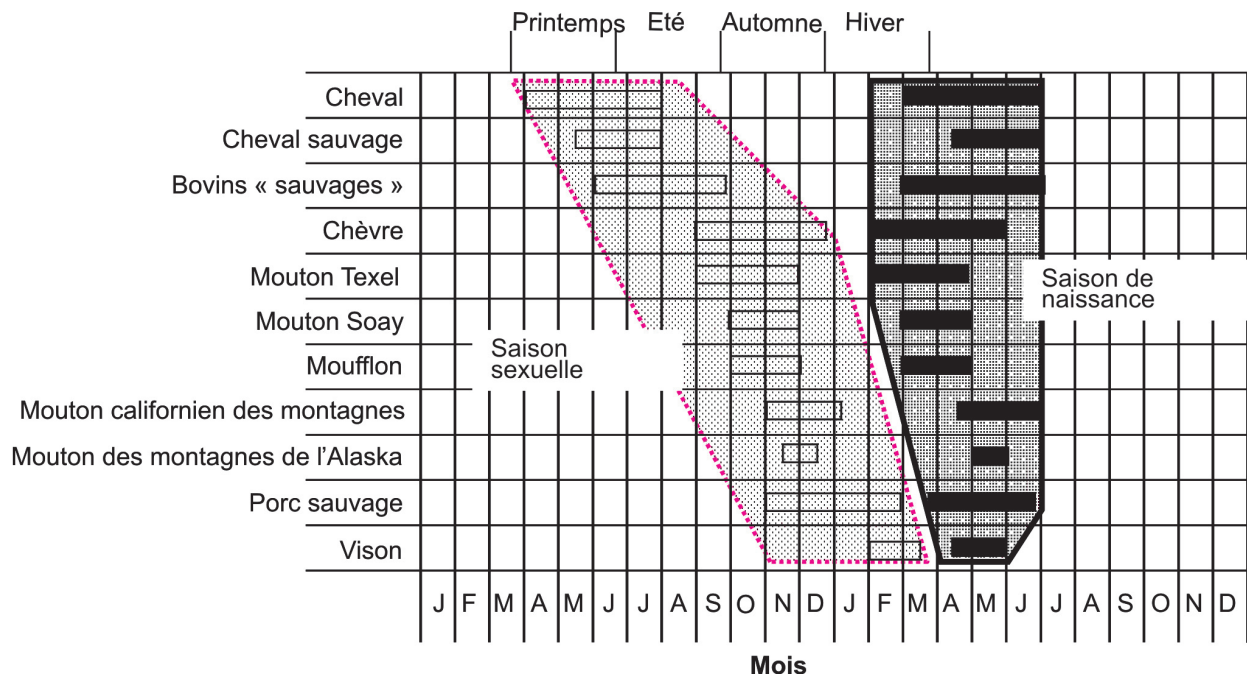 Printemps Eté Automne Hiver
Cheval
Cheval sauvage
Bovins « sauvages »
Chèvre
Mouton Texel
Saison de
naissance
Mouton Soay
Saison
sexuelle
Moufflon
Mouton californien des montagnes
Mouton des montagnes de l'Alaska
Porc sauvage
Vison
J F M A M J J A S O N D J F M A M J J A S O N D
Mois